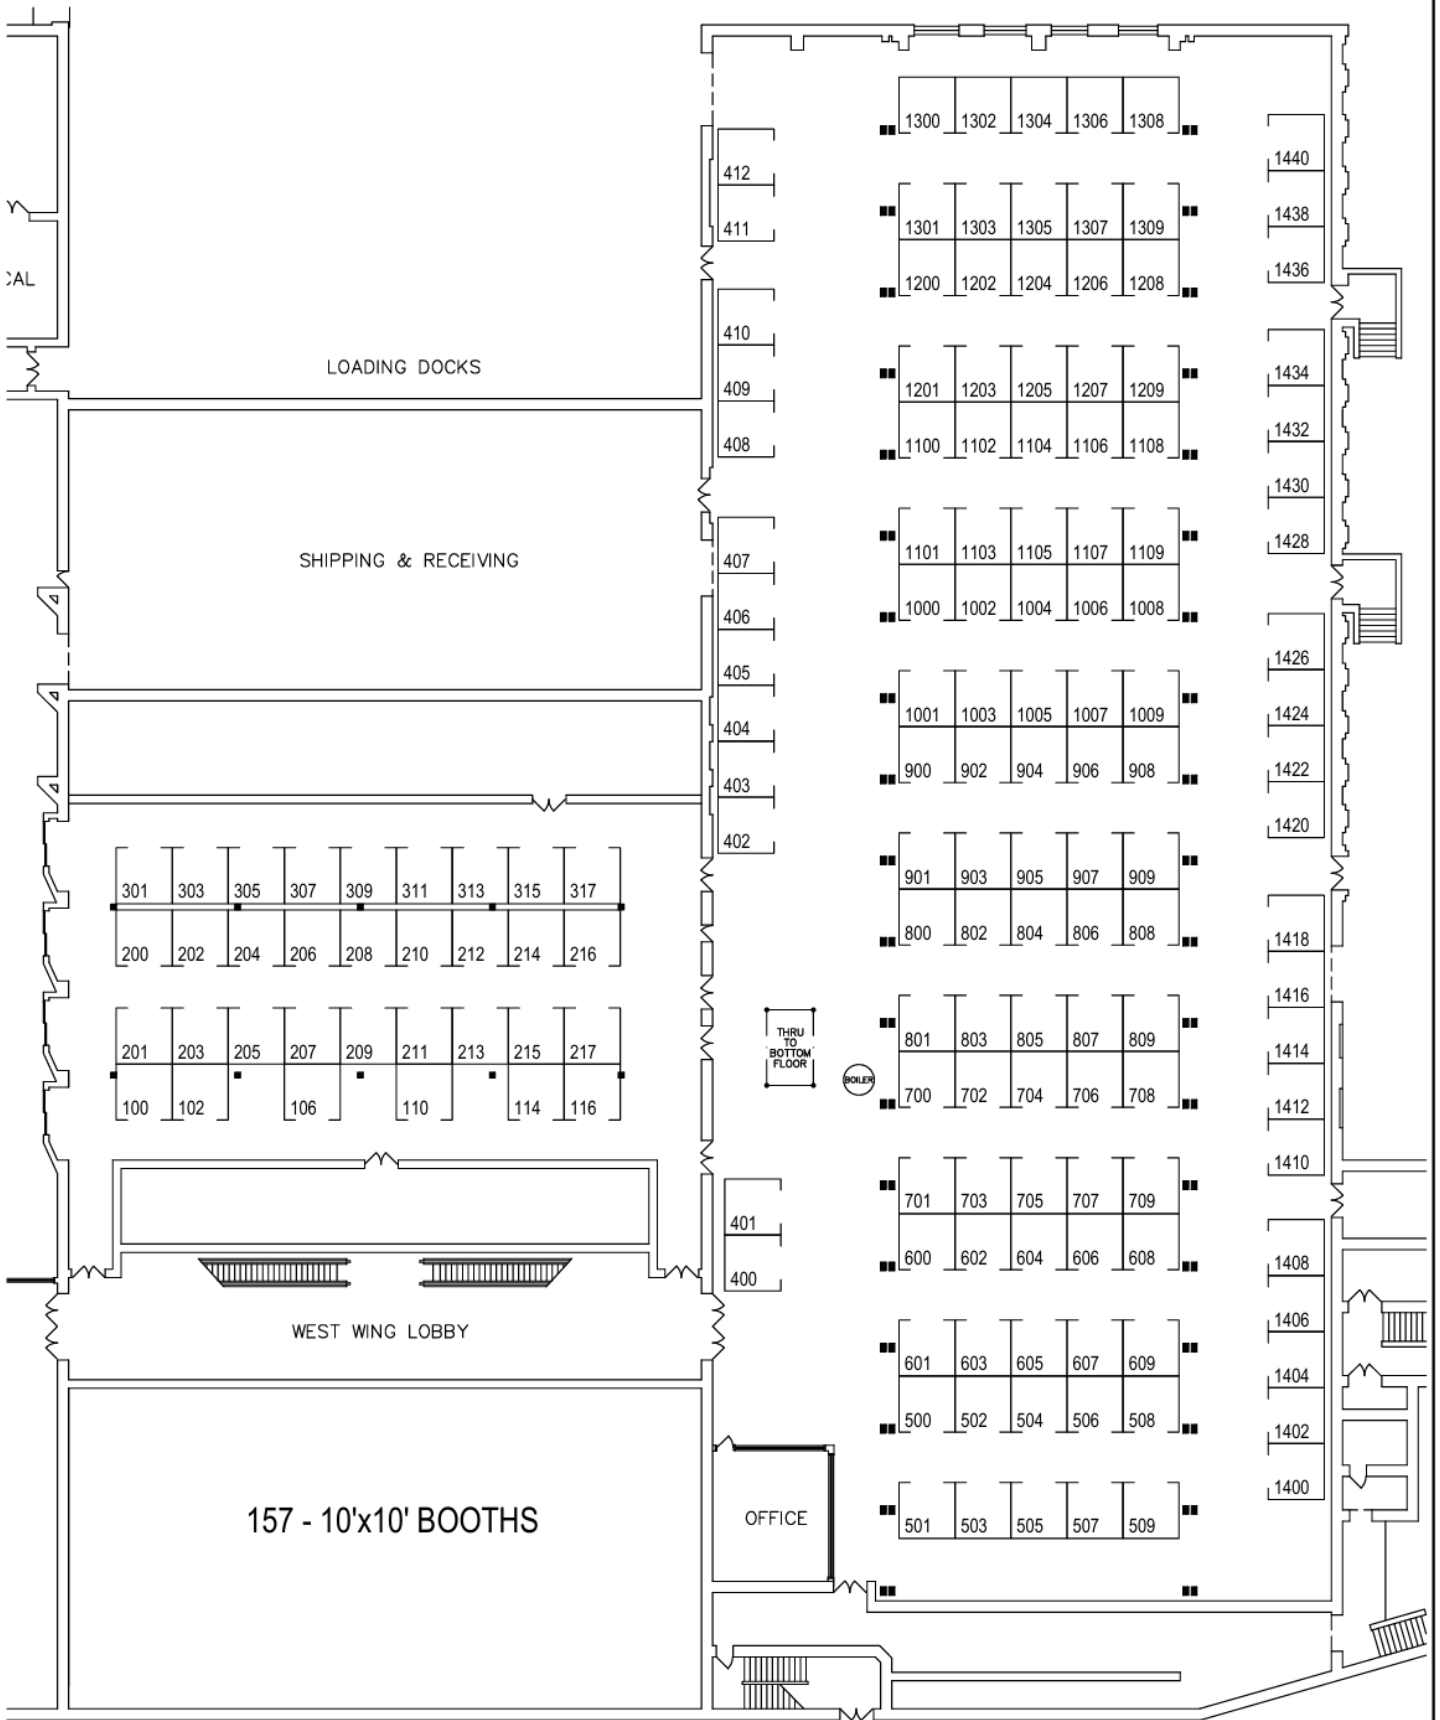 1300 1302 1304 1306 1308
412
1440
411
1301 1303 1305 1307 1309
1438
CAL
1200 1202 1204 1206 1208
1436
410
LOADING DOCKS
1434
409
1201 1203 1205 1207 1209
1432
408
1100 1102 1104 1106 1108
1430
1428
SHIPPING & RECEIVING
407
1101 1103 1105 1107 1109
406
1000 1002 1004 1006 1008
1426
405
404
1001 1003 1005 1007 1009
1424
403
900 902 904 906 908
1422
402
1420
301 303 305 307 309 311 313 315 317
901 903 905 907 909
200 202 204 206 208 210 212 214 216
800 802 804 806 808
1418
1416
THRU
TO
BOTTOM
FLOOR
201 203 205 207 209 211 213 215 217
801 803 805 807 809
1414
BOILER
100 102 106 110 114 116
700 702 704 706 708
1412
1410
401
701 703 705 707 709
400
600 602 604 606 608
1408
WEST WING LOBBY
1406
601 603 605 607 609
1404
500 502 504 506 508
1402
1400
157 - 10'x10' BOOTHS
OFFICE
501 503 505 507 509